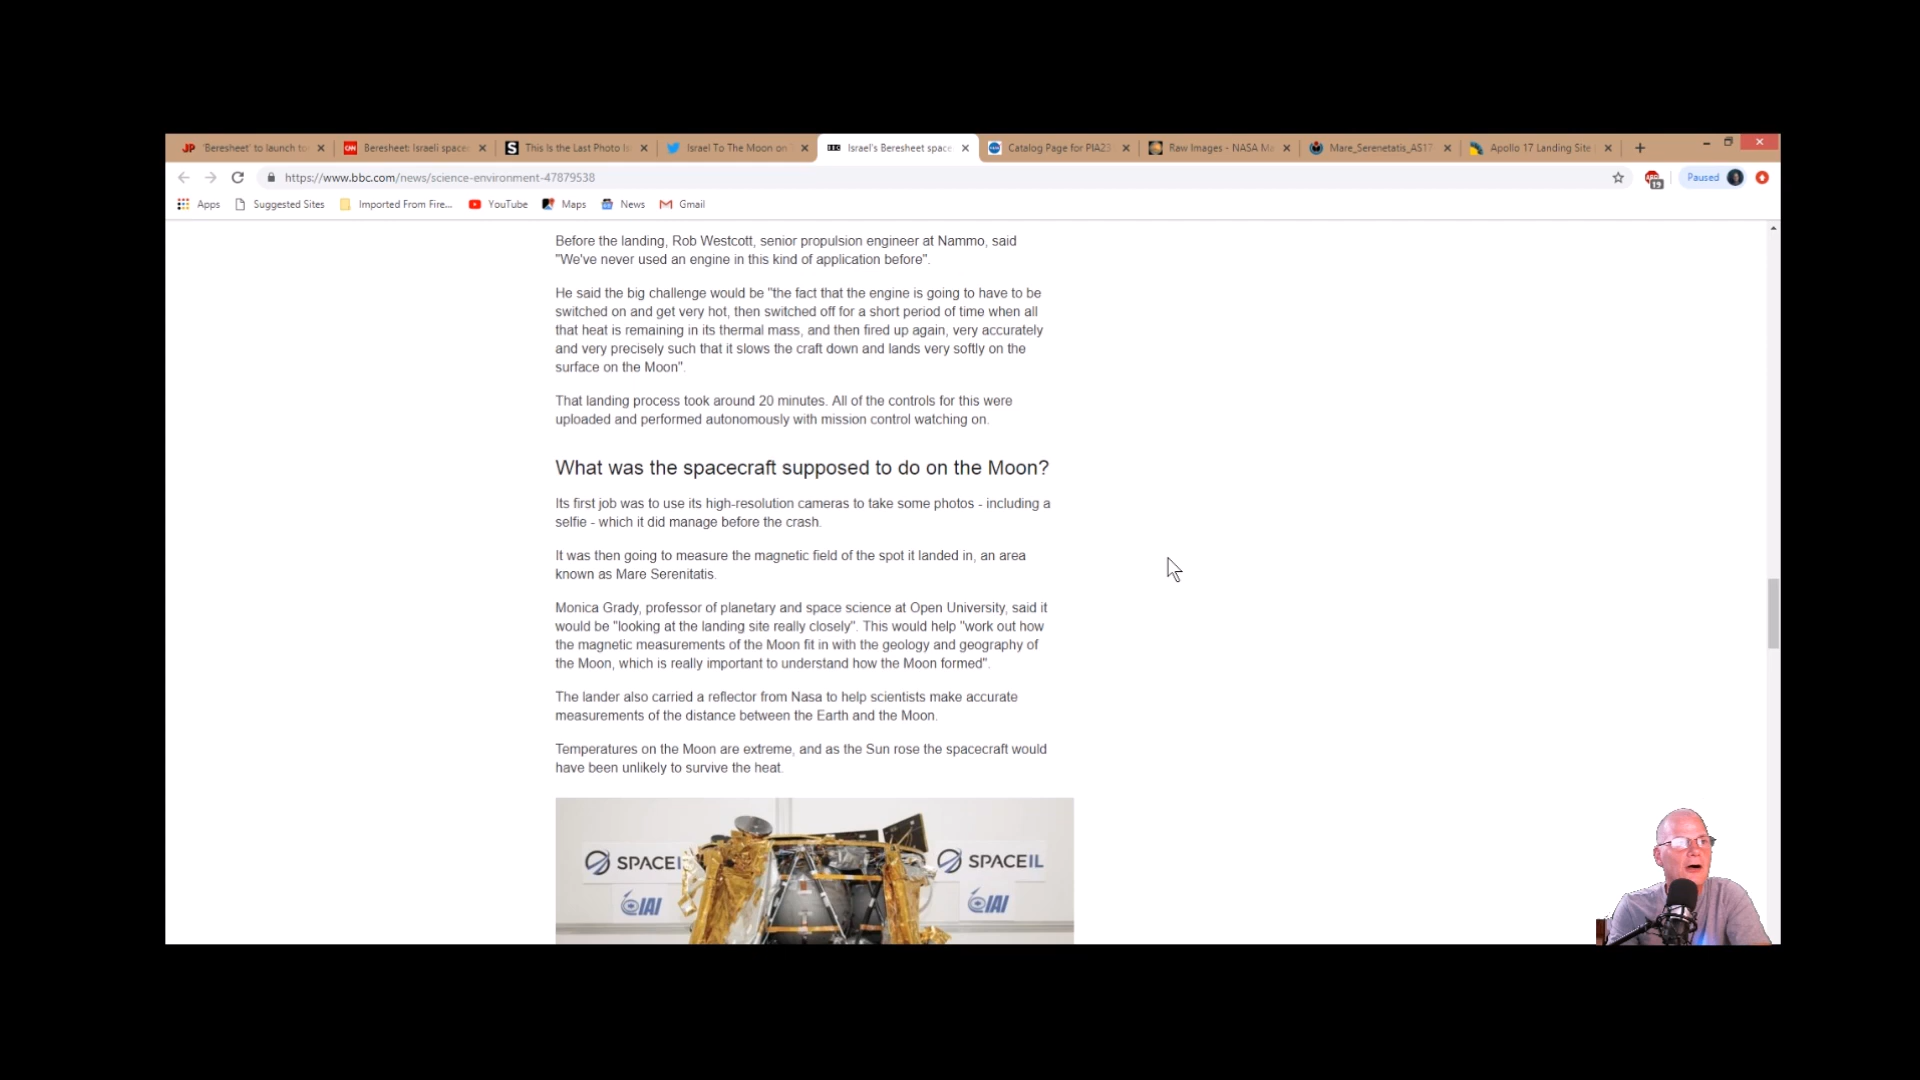 'Beresheet' to launch to
Beresheet: Israeli space
This Is the Last Photo Is
Israel To The Moon on
Israel's Beresheet space
Catalog Page for PIA23
Raw Images - NASA Ma
Mare_Serenetatis_AS17-
Apollo 17 Landing Site
https://www.bbc.com/news/science-environment-47879538
19
Paused
Apps
Suggested Sites
Imported From Fire...
YouTube
Maps
News
Gmail
Before the landing, Rob Westcott, senior propulsion engineer at Nammo, said
"We've never used an engine in this kind of application before".
He said the big challenge would be "the fact that the engine is going to have to be
switched on and get very hot, then switched off for a short period of time when all
that heat is remaining in its thermal mass, and then fired up again, very accurately
and very precisely such that it slows the craft down and lands very softly on the
surface on the Moon".
That landing process took around 20 minutes. All of the controls for this were
uploaded and performed autonomously with mission control watching on.
What was the spacecraft supposed to do on the Moon?
Its first job was to use its high-resolution cameras to take some photos - including a
selfie - which it did manage before the crash.
It was then going to measure the magnetic field of the spot it landed in, an area
known as Mare Serenitatis.
Monica Grady, professor of planetary and space science at Open University, said it
would be "looking at the landing site really closely". This would help "work out how
the magnetic measurements of the Moon fit in with the geology and geography of
the Moon, which is really important to understand how the Moon formed".
The lander also carried a reflector from Nasa to help scientists make accurate
measurements of the distance between the Earth and the Moon.
Temperatures on the Moon are extreme, and as the Sun rose the spacecraft would
have been unlikely to survive the heat.
SPACEI
SPACEIL
IAI
IAI